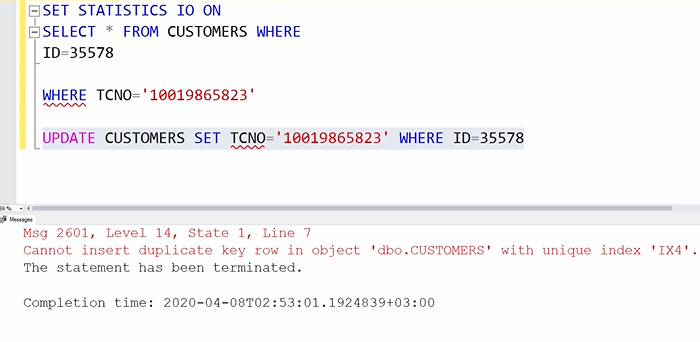 SET STATISTICS IO ON
SELECT * FROM CUSTOMERS WHERE
ID=35578
WHERE TCNO='10019865823'
UPDATE CUSTOMERS SET TCNO='10019865823' WHERE ID=35578
Messages
Msg 2601, Level 14, State 1, Line 7
Cannot insert duplicate key row in object 'dbo.CUSTOMERS' with unique index 'IX4'.
The statement has been terminated.
Completion time: 2020-04-08T02:53:01.1924839+03:00